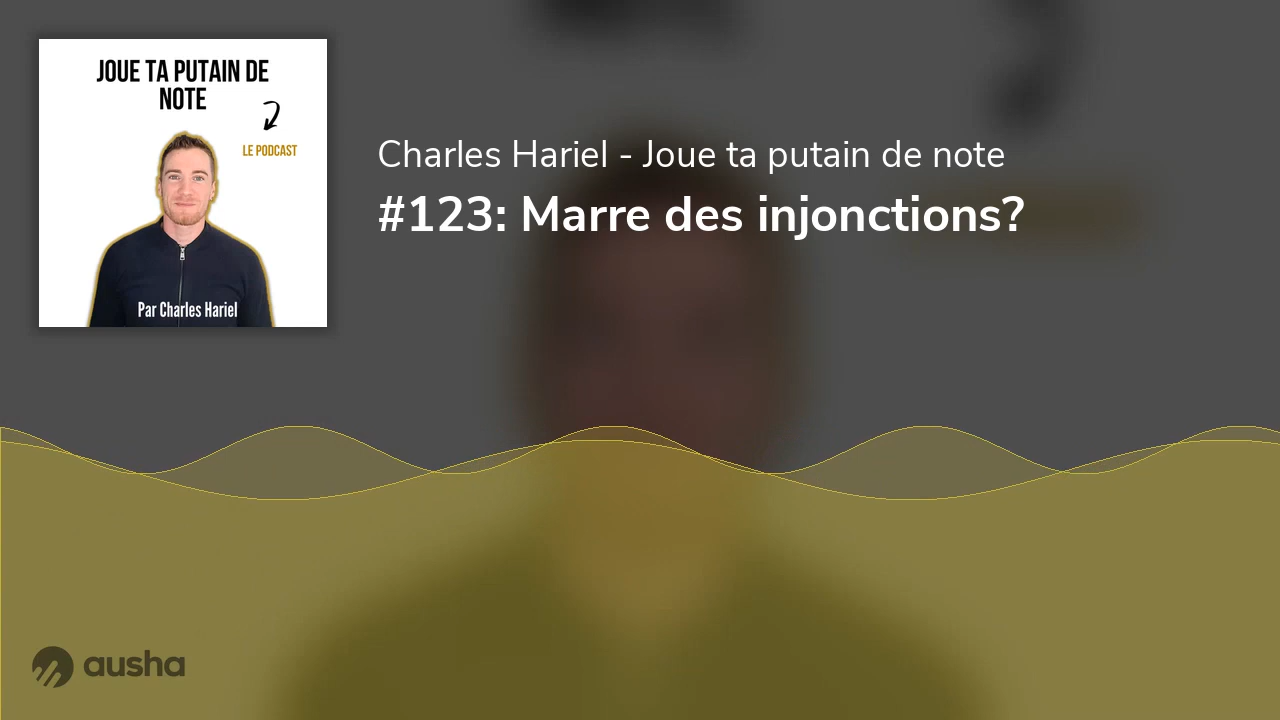 JOUE TA PUTAIN DE
NOTE
LE PODCAST
Par Charles Hariel
Charles Hariel - Joue ta putain de note
#123: Marre des injonctions?
ausha